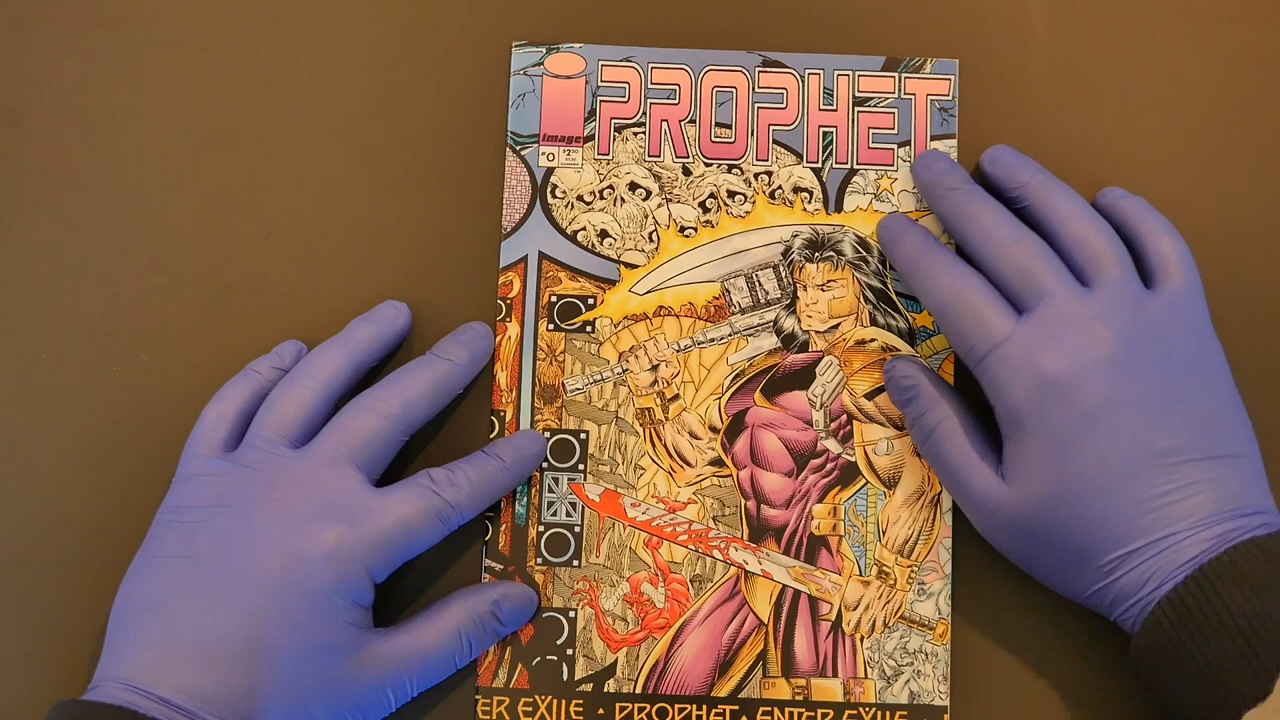 PROPHET
image
#0
$2.50
ER EXILE • PROPHET • ENTER EXILE •